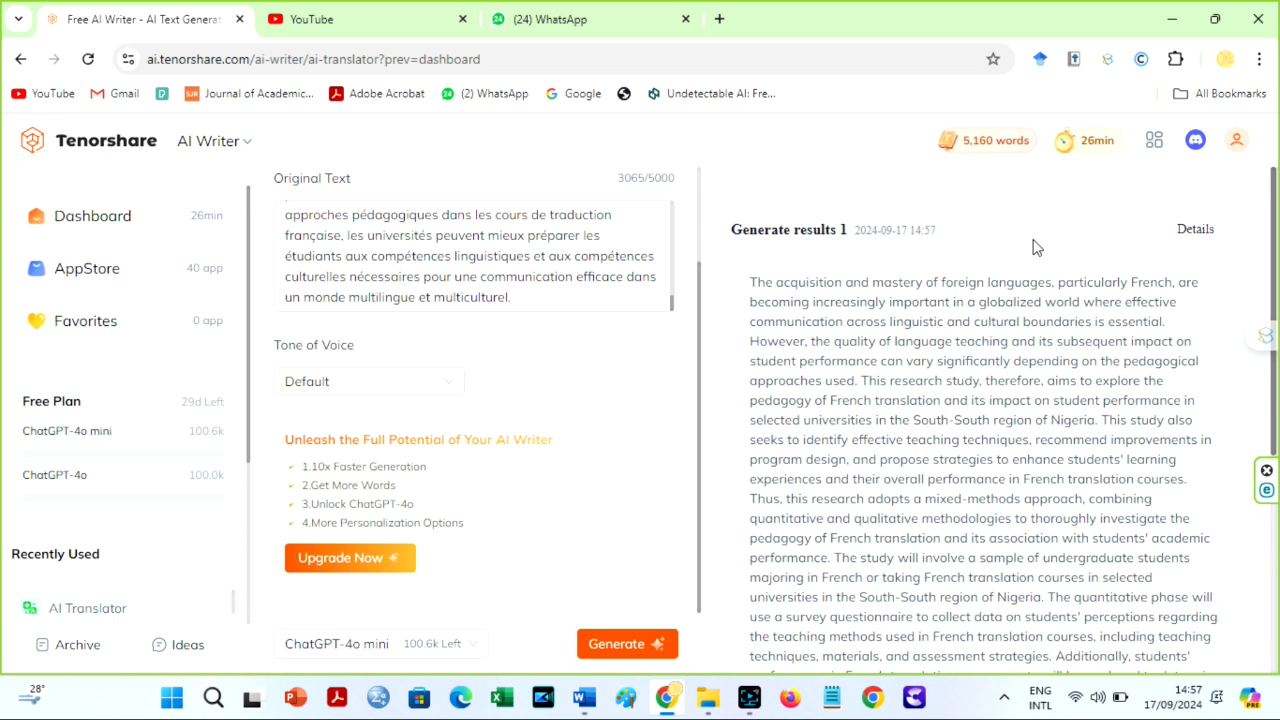 Free AI Writer - AI Text Generat
YouTube
(24) WhatsApp
ai.tenorshare.com/ai-writer/ai-translator?prev=dashboard
YouTube
Gmail
Journal of Academic...
Adobe Acrobat
(2) WhatsApp
Google
Undetectable AI: Fre...
All Bookmarks
Tenorshare
AI Writer
5,160 words
26min
Dashboard 26min
AppStore 40 app
Favorites 0 app
Free Plan 29d Left
ChatGPT-4o mini 100.6k
ChatGPT-4o 100.0k
Recently Used
AI Translator
Archive
Ideas
Original Text 3065/5000
approches pédagogiques dans les cours de traduction
française, les universités peuvent mieux préparer les
étudiants aux compétences linguistiques et aux compétences
culturelles nécessaires pour une communication efficace dans
un monde multilingue et multiculturel.
Tone of Voice
Default
Unleash the Full Potential of Your AI Writer
1.10x Faster Generation
2.Get More Words
3.Unlock ChatGPT-4o
4.More Personalization Options
Upgrade Now
ChatGPT-4o mini 100.6k Left
Generate
Generate results 1 2024-09-17 14:57
Details
The acquisition and mastery of foreign languages, particularly French, are
becoming increasingly important in a globalized world where effective
communication across linguistic and cultural boundaries is essential.
However, the quality of language teaching and its subsequent impact on
student performance can vary significantly depending on the pedagogical
approaches used. This research study, therefore, aims to explore the
pedagogy of French translation and its impact on student performance in
selected universities in the South-South region of Nigeria. This study also
seeks to identify effective teaching techniques, recommend improvements in
program design, and propose strategies to enhance students' learning
experiences and their overall performance in French translation courses.
Thus, this research adopts a mixed-methods approach, combining
quantitative and qualitative methodologies to thoroughly investigate the
pedagogy of French translation and its association with students' academic
performance. The study will involve a sample of undergraduate students
majoring in French or taking French translation courses in selected
universities in the South-South region of Nigeria. The quantitative phase will
use a survey questionnaire to collect data on students' perceptions regarding
the teaching methods used in French translation courses, including teaching
techniques, materials, and assessment strategies. Additionally, students'
28°
ENG
INTL
14:57
17/09/2024